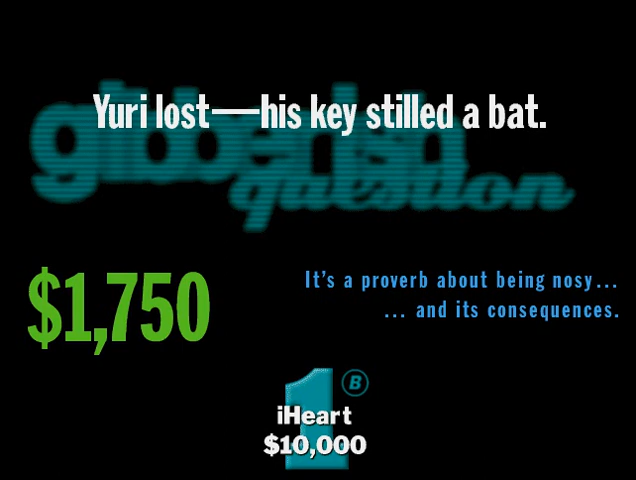 Yuri lost—his key stilled a bat.
gibberish
question
$1,750
It's a proverb about being nosy...
... and its consequences.
1 B
iHeart
$10,000